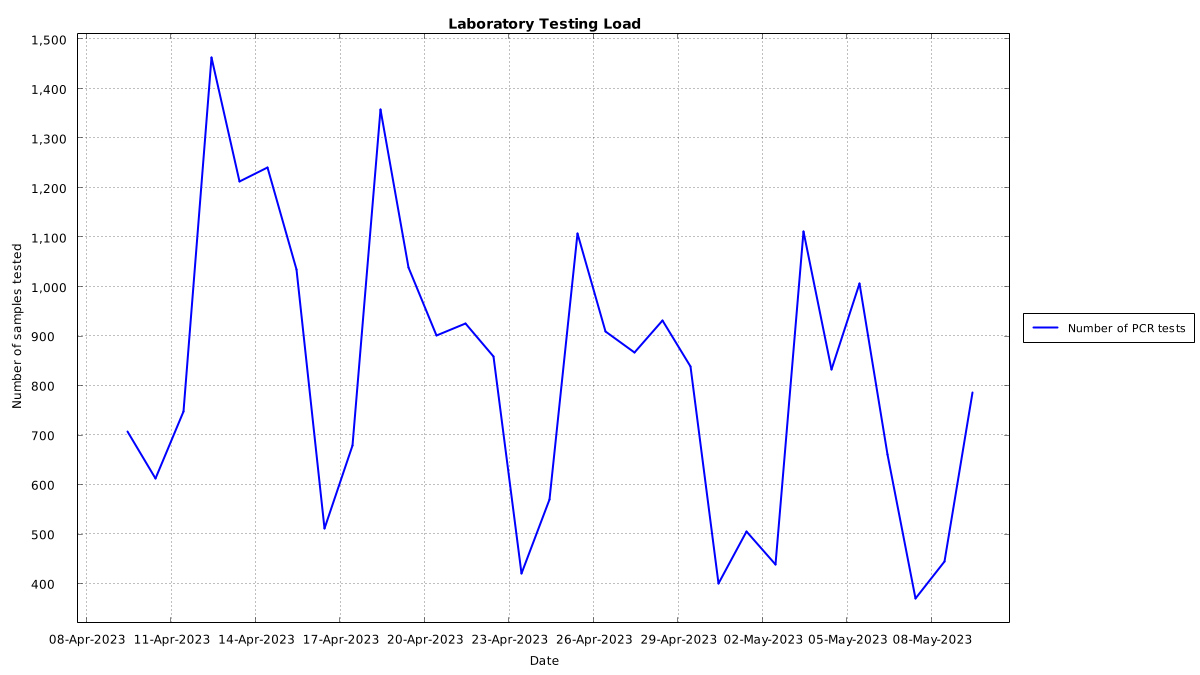 Laboratory Testing Load
1,500
1,400
1,300
1,200
1,100
1,000
900
800
700
600
500
400
Number of samples tested
08-Apr-2023 11-Apr-2023 14-Apr-2023 17-Apr-2023 20-Apr-2023 23-Apr-2023 26-Apr-2023 29-Apr-2023 02-May-2023 05-May-2023 08-May-2023
Date
Number of PCR tests